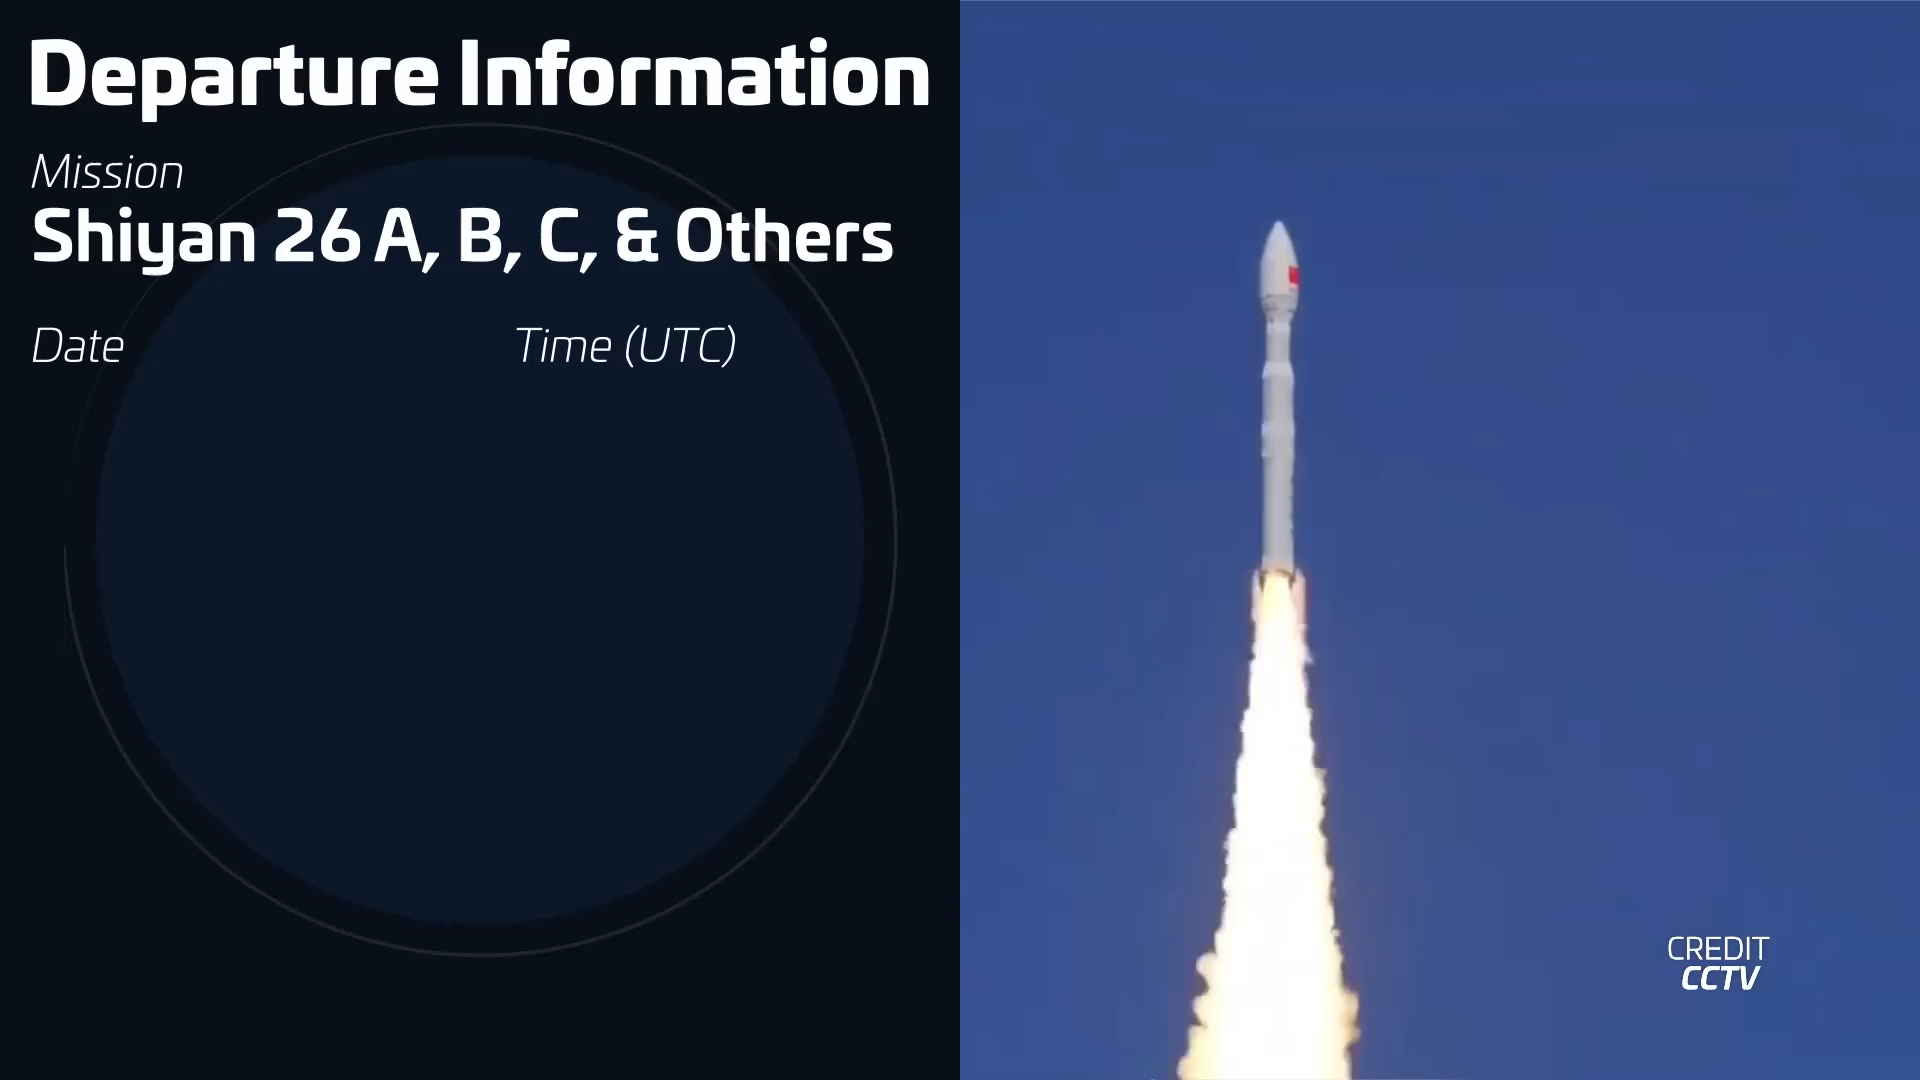 Departure Information
Mission
Shiyan 26 A, B, C, & Others
Date
Time (UTC)
CREDIT
CCTV